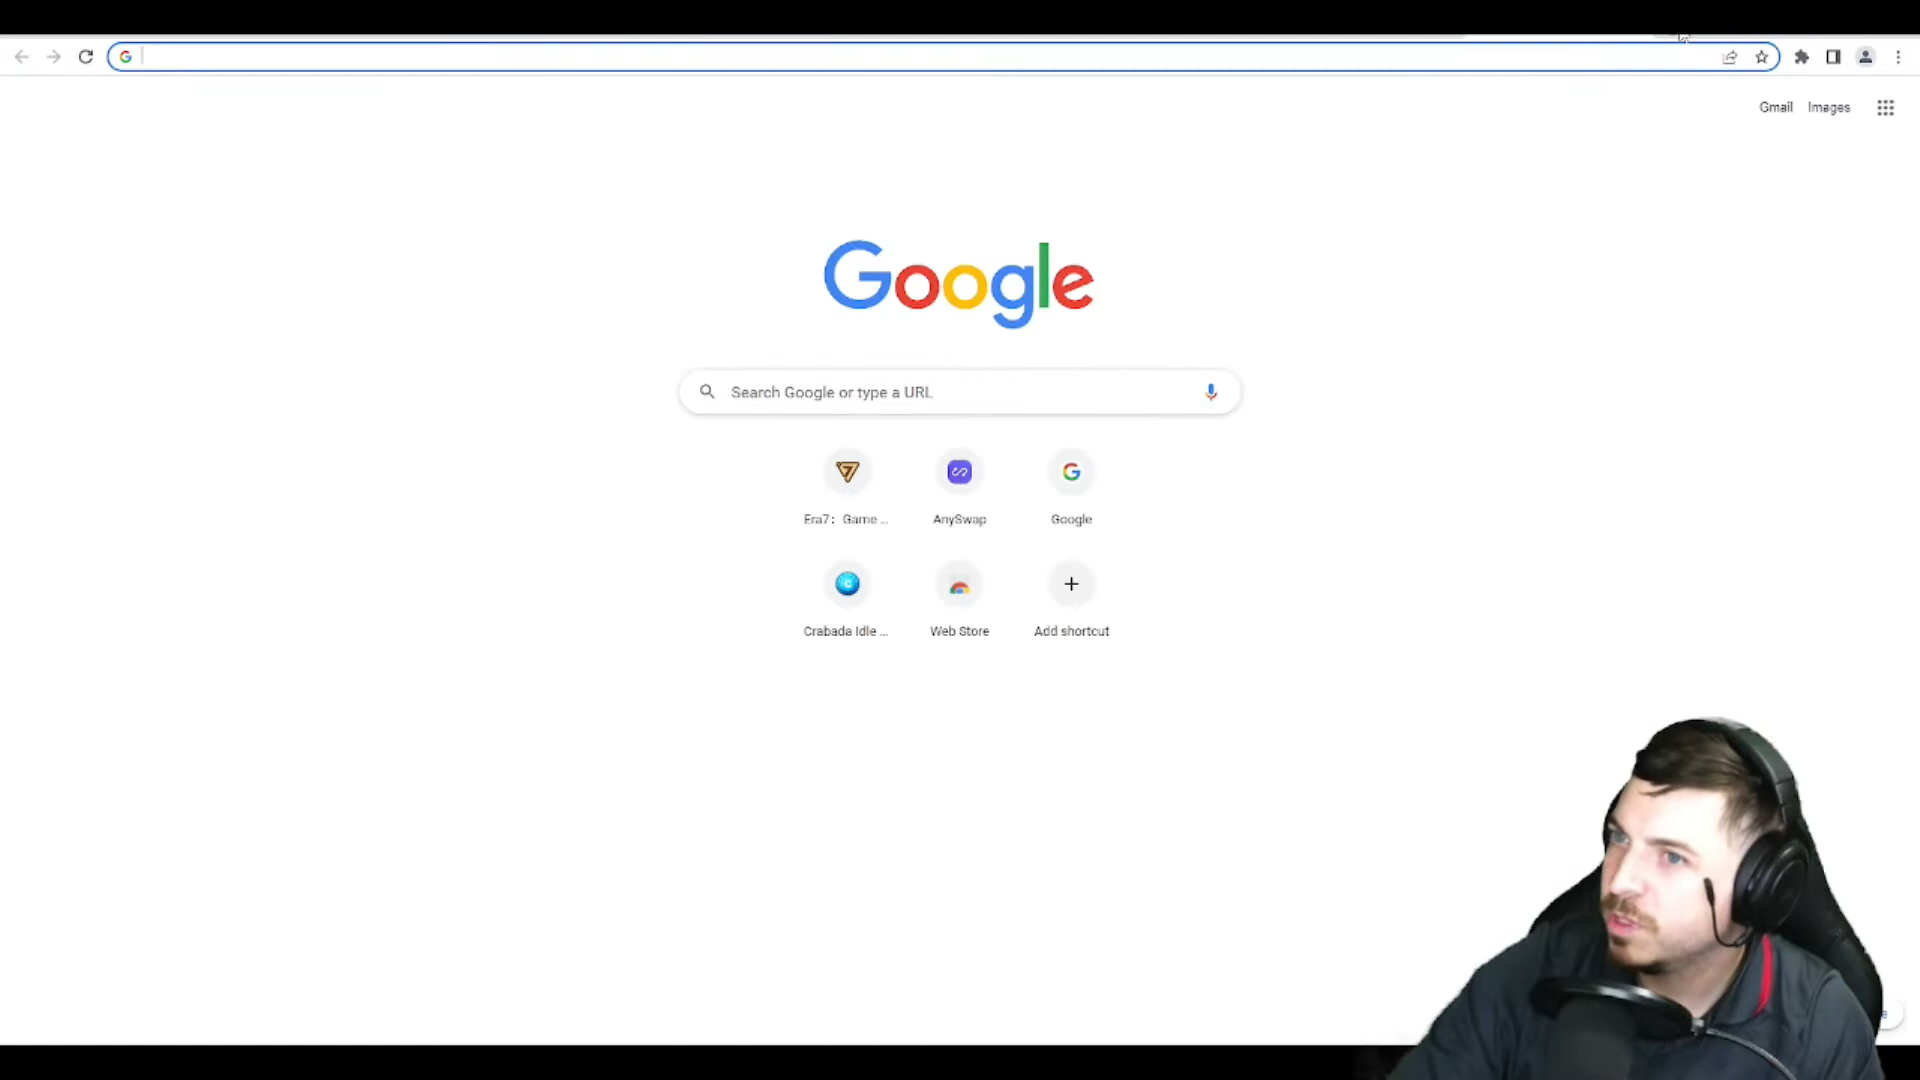 Gmail Images
Google
Search Google or type a URL
Era7: Game ... AnySwap Google
Crabada Idle ... Web Store Add shortcut